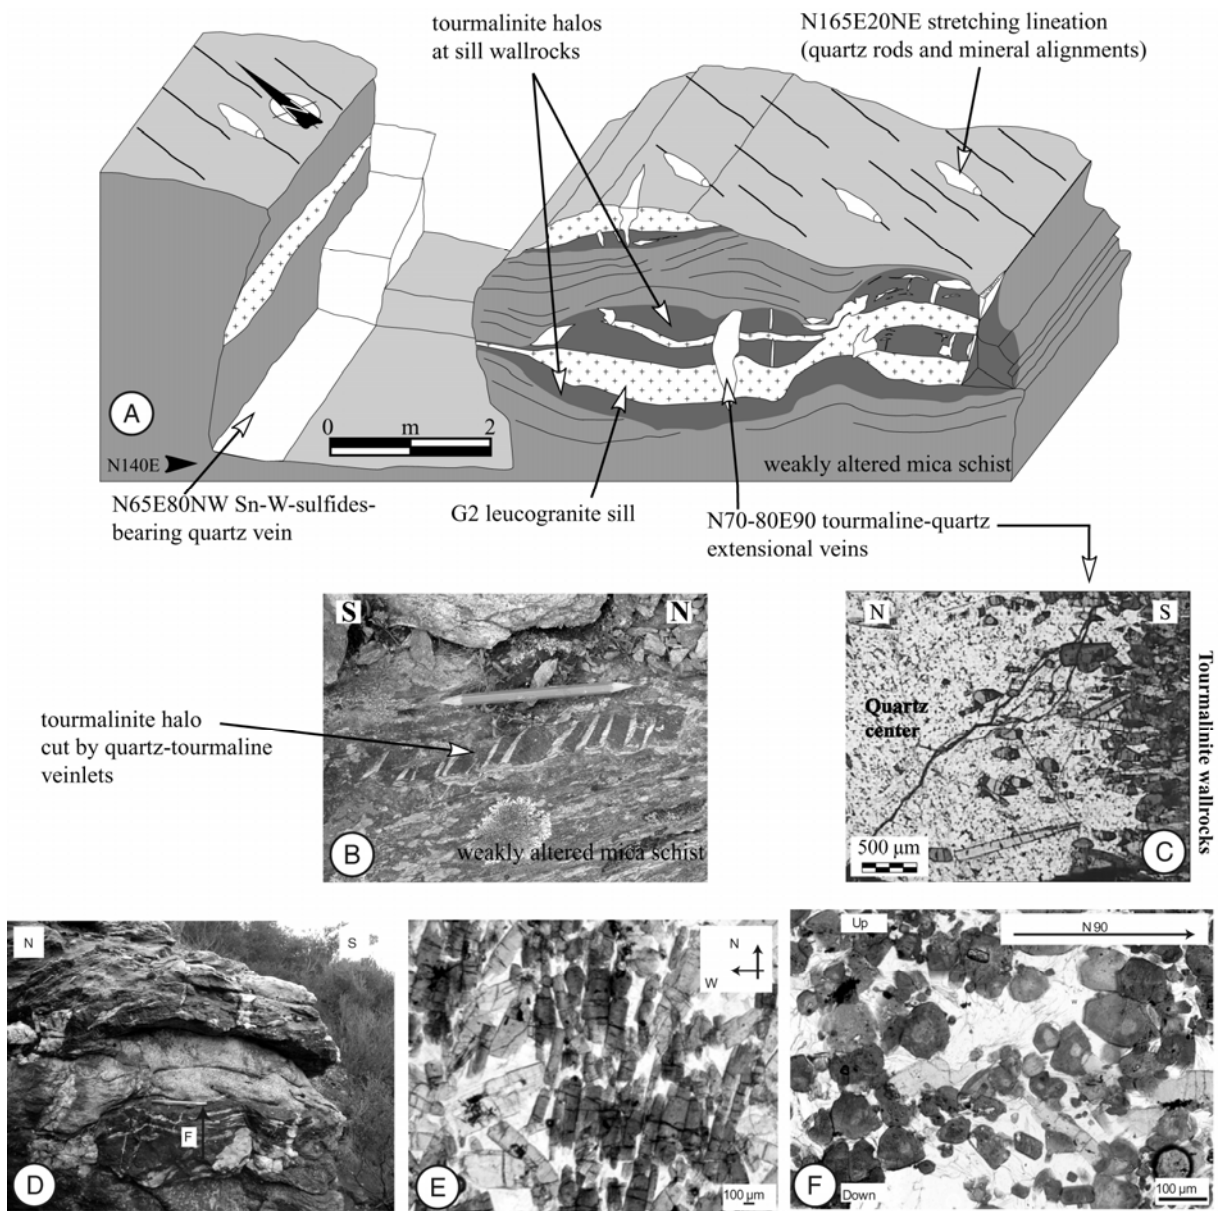 tourmalinite halos
at sill wallrocks
N165E20NE stretching lineation
(quartz rods and mineral alignments)
A
0 m 2
N140E
weakly altered mica schist
N65E80NW Sn-W-sulfides-
bearing quartz vein
G2 leucogranite sill
N70-80E90 tourmaline-quartz
extensional veins
S N
tourmalinite halo
cut by quartz-tourmaline
veinlets
B
weakly altered mica schist
N S
Quartz
center
500 µm
C
Tourmalinite wallrocks
N S
F
D
N
W
E
100 µm
Up
N 90
F
Down
100 µm